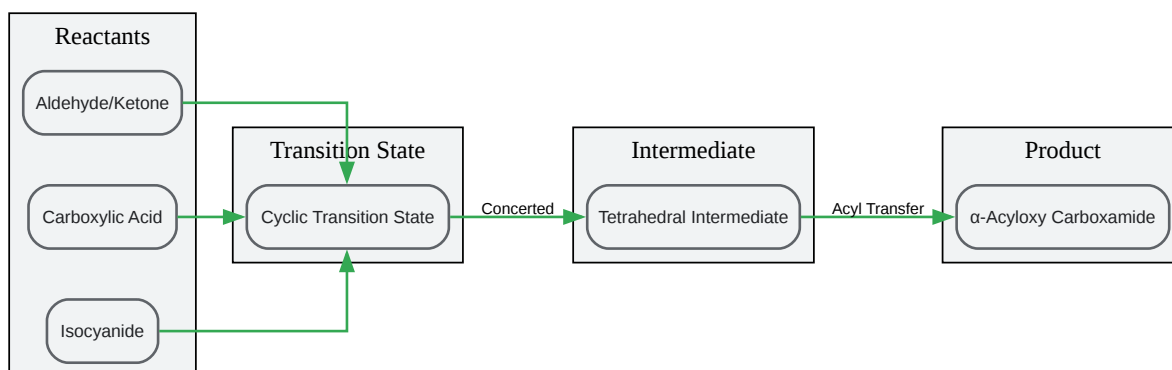 Reactants
Aldehyde/Ketone
Carboxylic Acid
Isocyanide
Transition State
Cyclic Transition State
Concerted
Intermediate
Tetrahedral Intermediate
Acyl Transfer
Product
α-Acyloxy Carboxamide